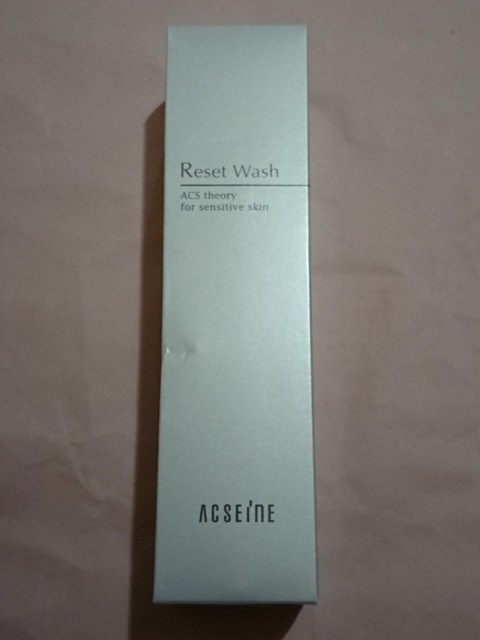 Reset Wash
ACS theory
for sensitive skin
ACSEINE